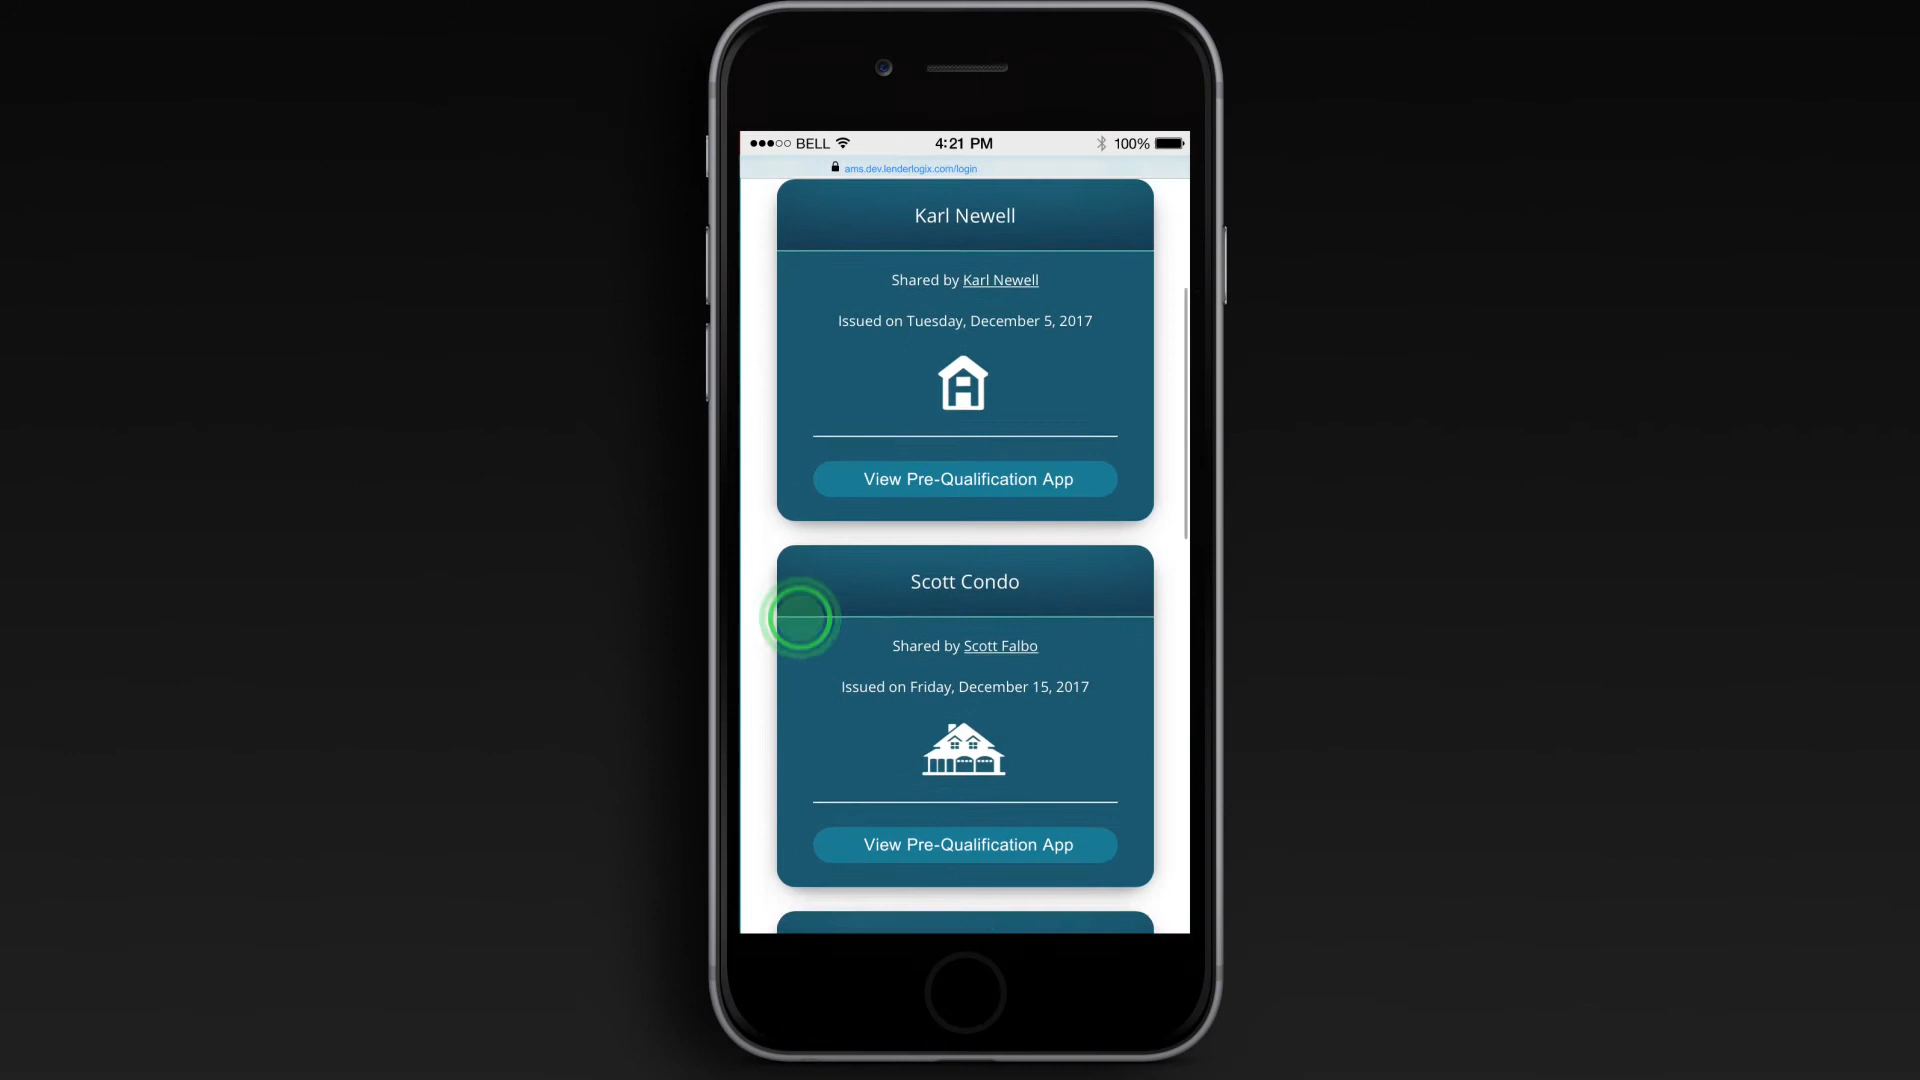 BELL 4:21 PM 100%
ams.dev.lenderlogix.com/login
Karl Newell
Shared by Karl Newell
Issued on Tuesday, December 5, 2017
View Pre-Qualification App
Scott Condo
Shared by Scott Falbo
Issued on Friday, December 15, 2017
View Pre-Qualification App